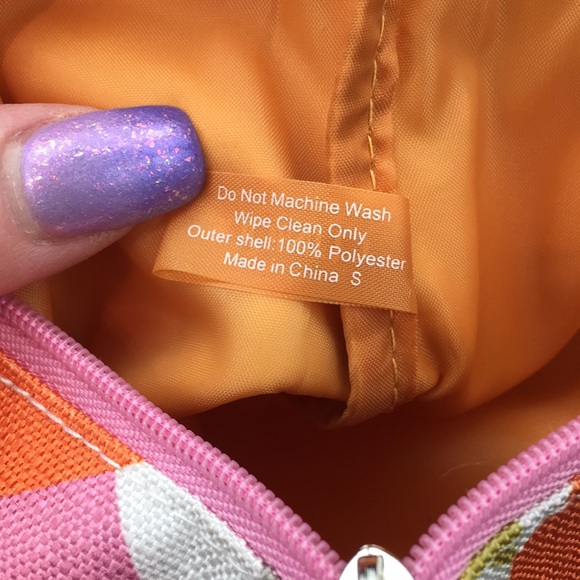 Do Not Machine Wash
Wipe Clean Only
Outer shell:100% Polyester
Made in China S